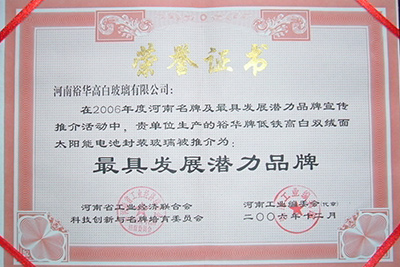 荣誉证书
河南裕华高白玻璃有限公司：
在2006年度河南名牌及最具发展潜力品牌宣传
推介活动中，贵单位生产的裕华牌低铁高白双绒面
太阳能电池封装玻璃被推介为：
最具发展潜力品牌
河南省工业经济联合会
科技创新与名牌培育委员会
河南工业编委会(代章)
二〇〇六年十二月